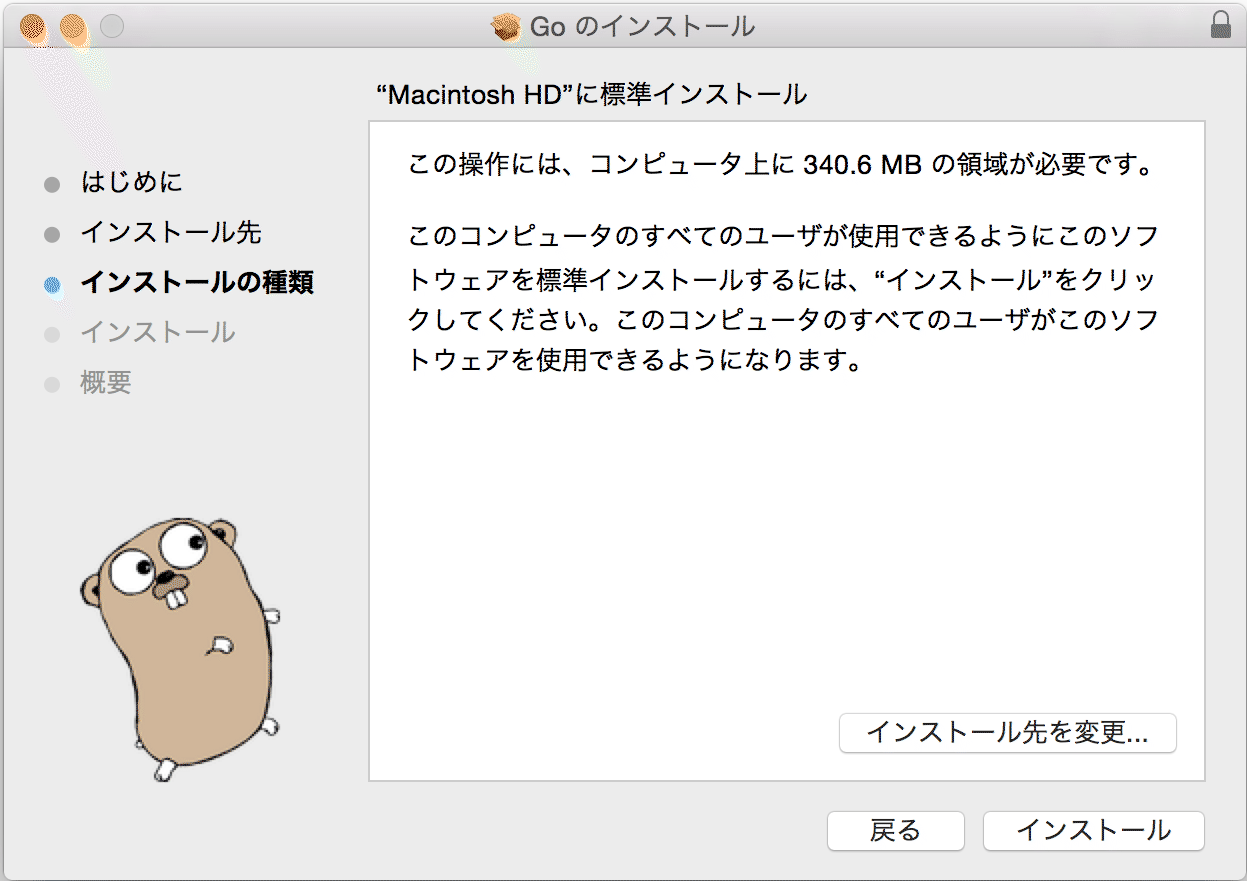 Go のインストール
“Macintosh HD”に標準インストール
はじめに
インストール先
インストールの種類
インストール
概要
この操作には、コンピュータ上に 340.6 MB の領域が必要です。
このコンピュータのすべてのユーザが使用できるようにこのソフ
トウェアを標準インストールするには、“インストール”をクリッ
クしてください。このコンピュータのすべてのユーザがこのソフ
トウェアを使用できるようになります。
インストール先を変更...
戻る
インストール